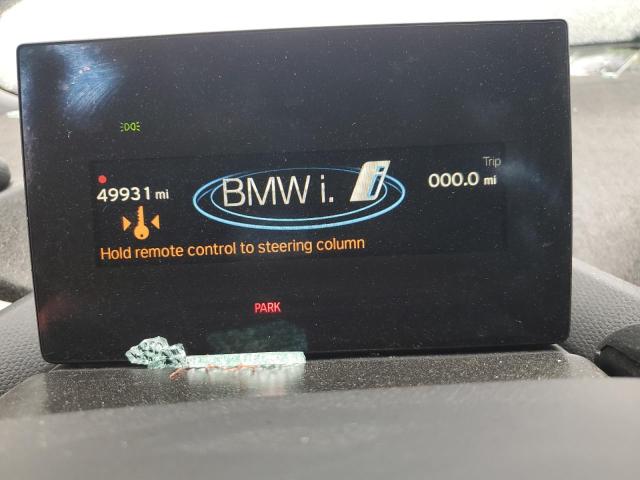 Trip
49931 mi
BMW i.
i
000.0 mi
Hold remote control to steering column
PARK